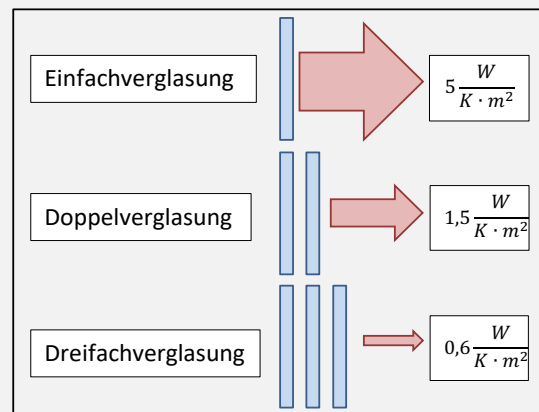 Einfachverglasung
5 W/(K · m²)
Doppelverglasung
1,5 W/(K · m²)
Dreifachverglasung
0,6 W/(K · m²)